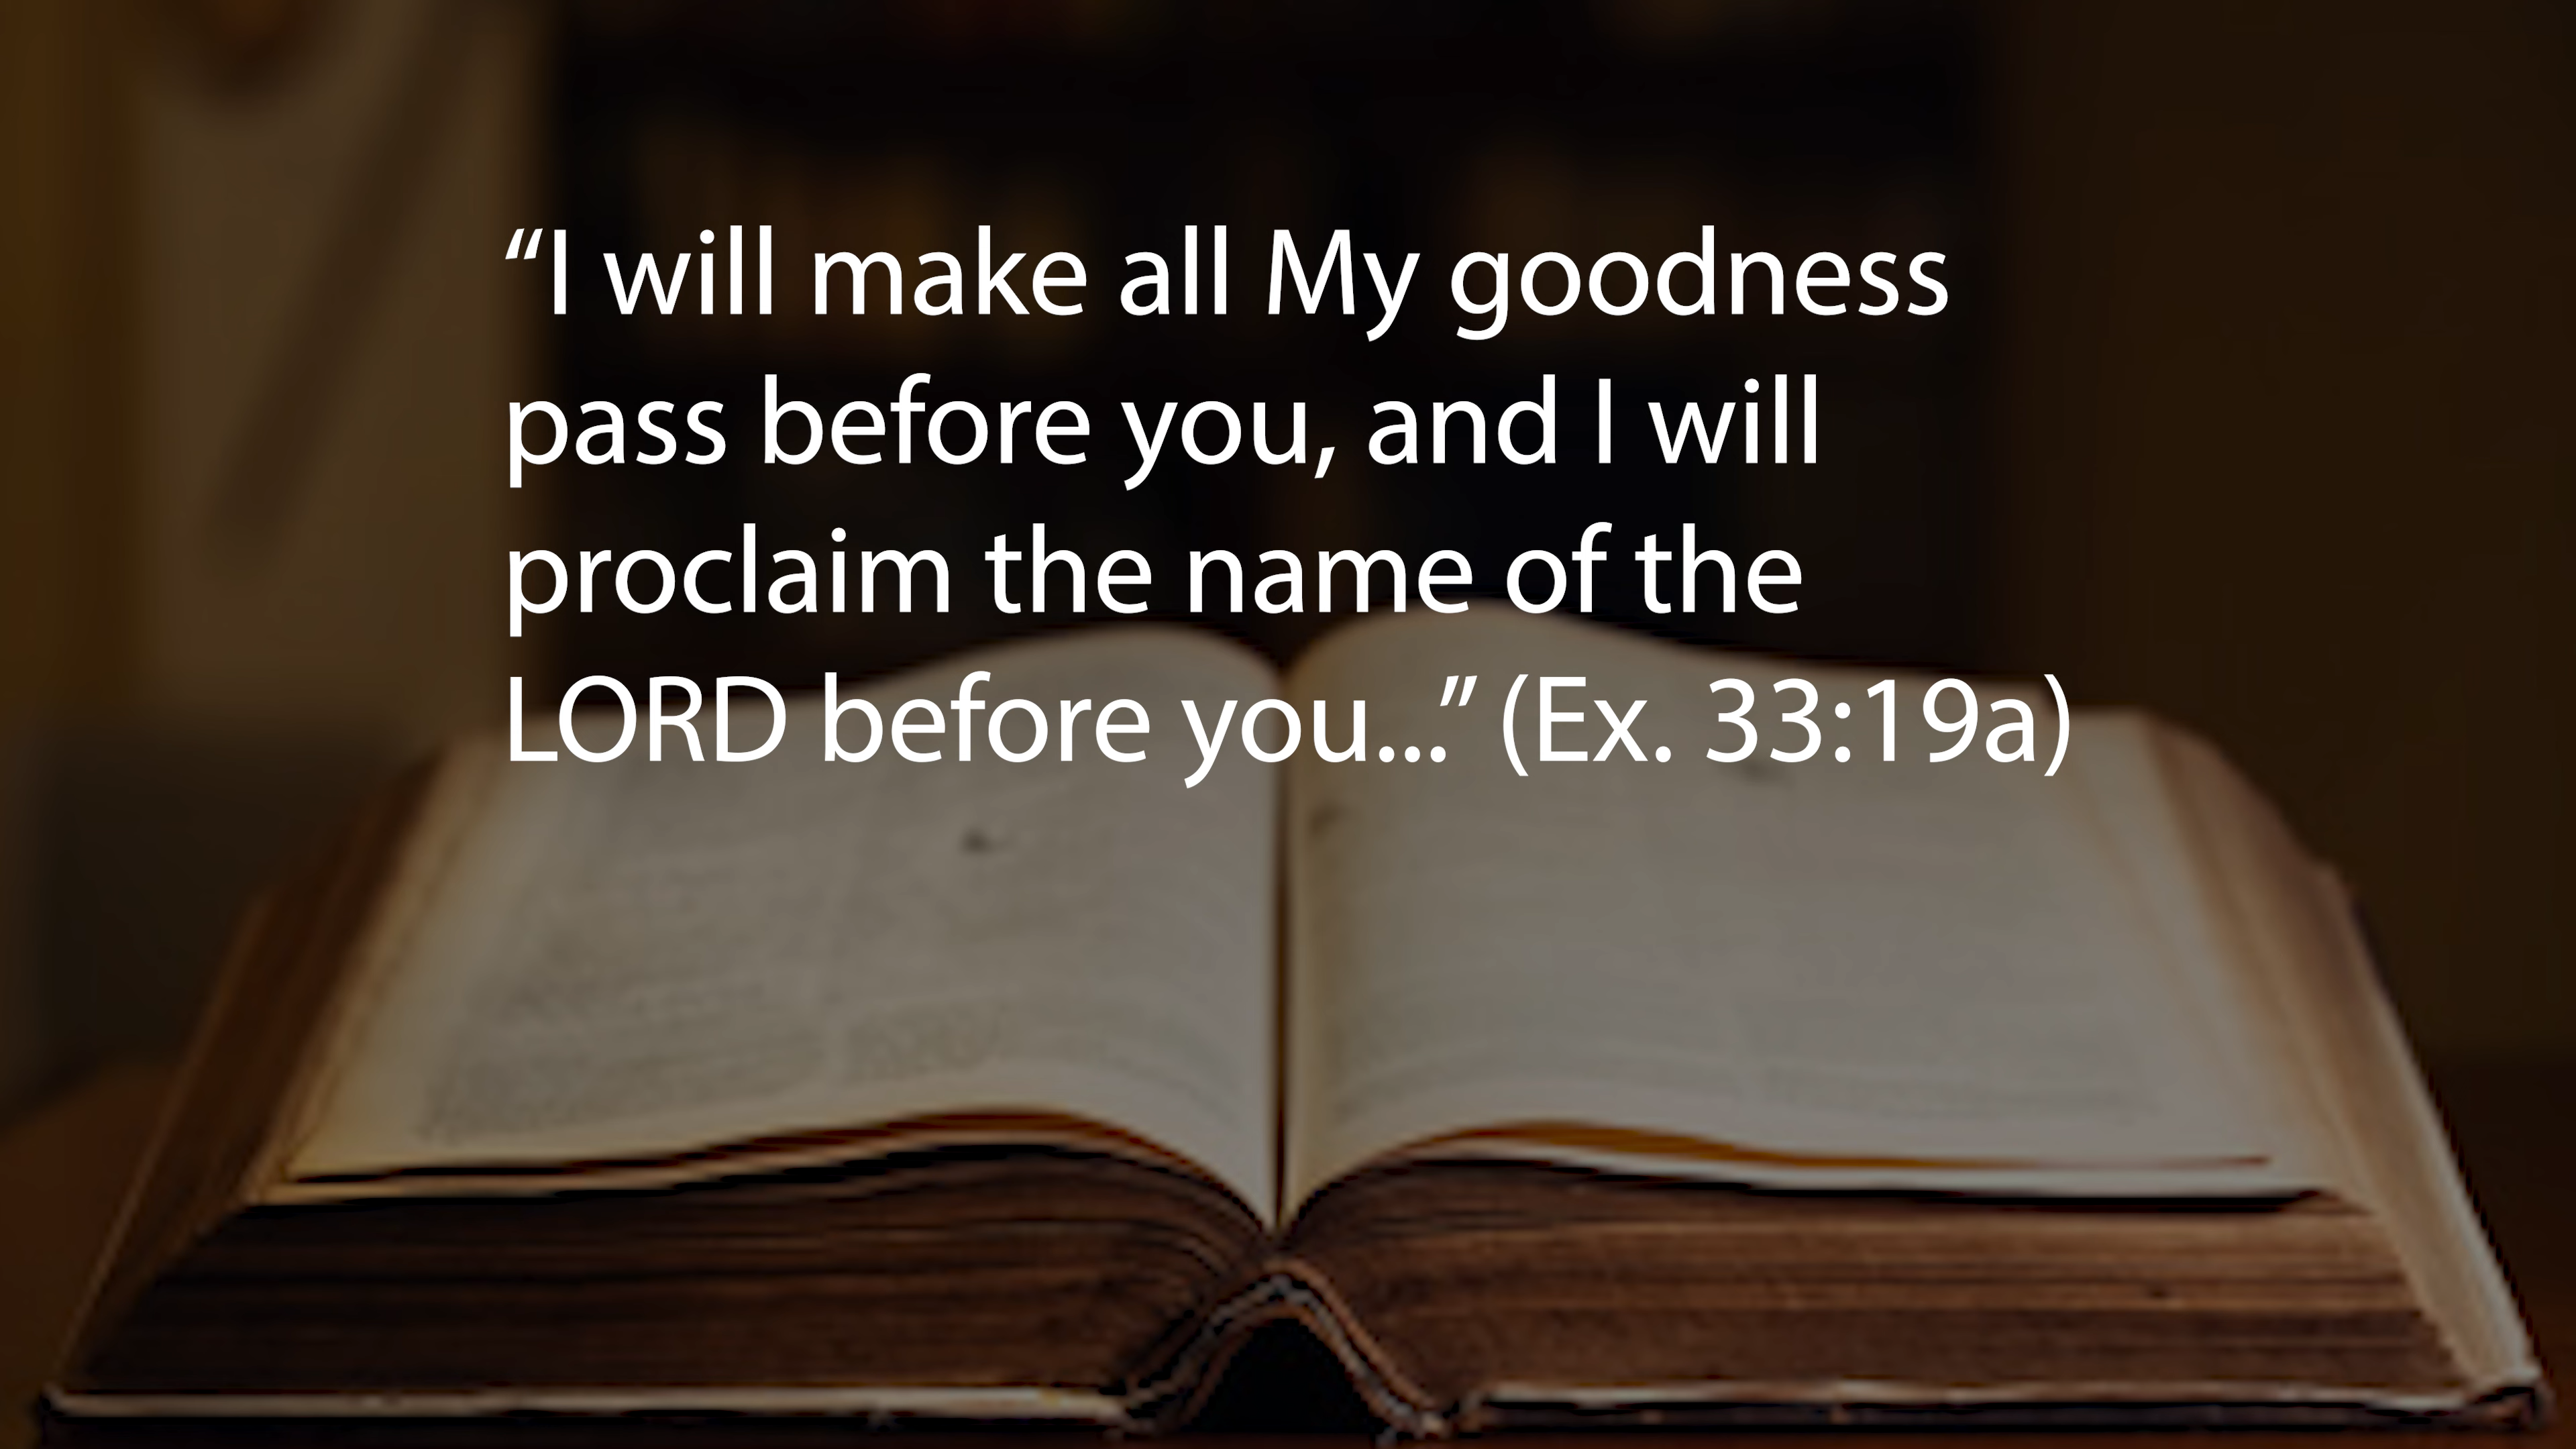 “I will make all My goodness
pass before you, and I will
proclaim the name of the
LORD before you...” (Ex. 33:19a)